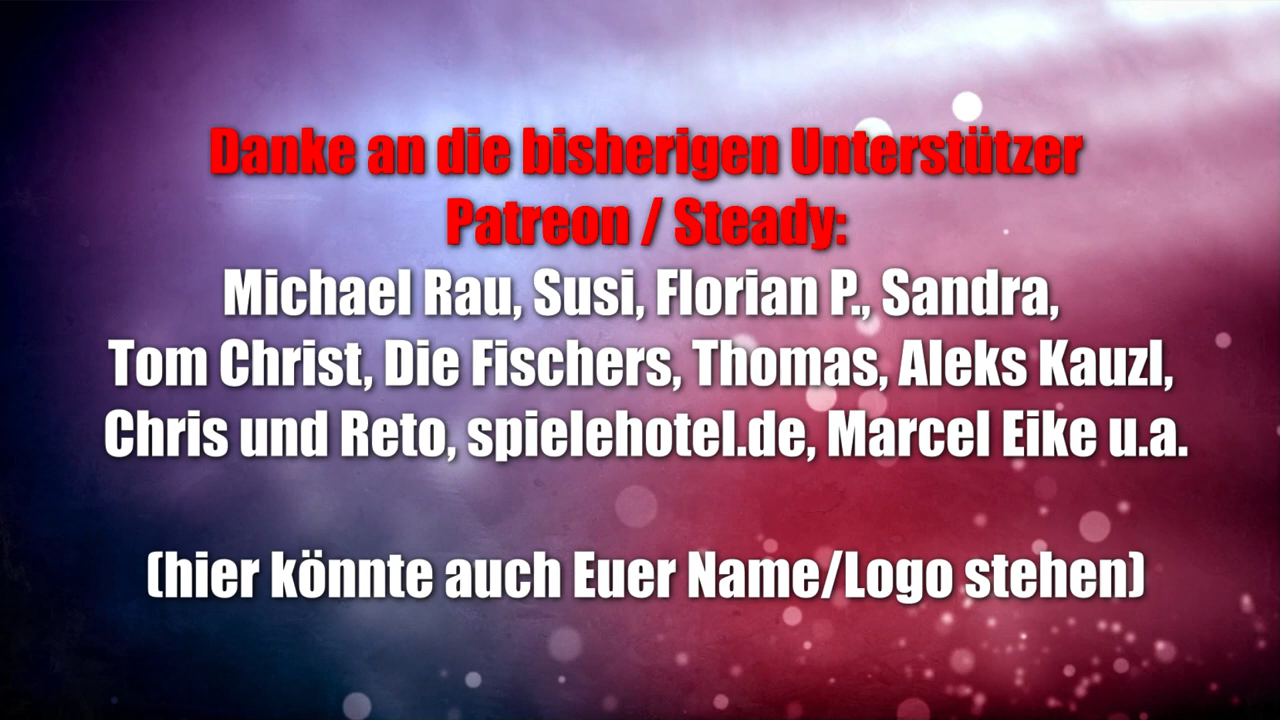 Danke an die bisherigen Unterstützer
Patreon / Steady:
Michael Rau, Susi, Florian P., Sandra,
Tom Christ, Die Fischers, Thomas, Aleks Kauzl,
Chris und Reto, spielehotel.de, Marcel Eike u.a.
(hier könnte auch Euer Name/Logo stehen)